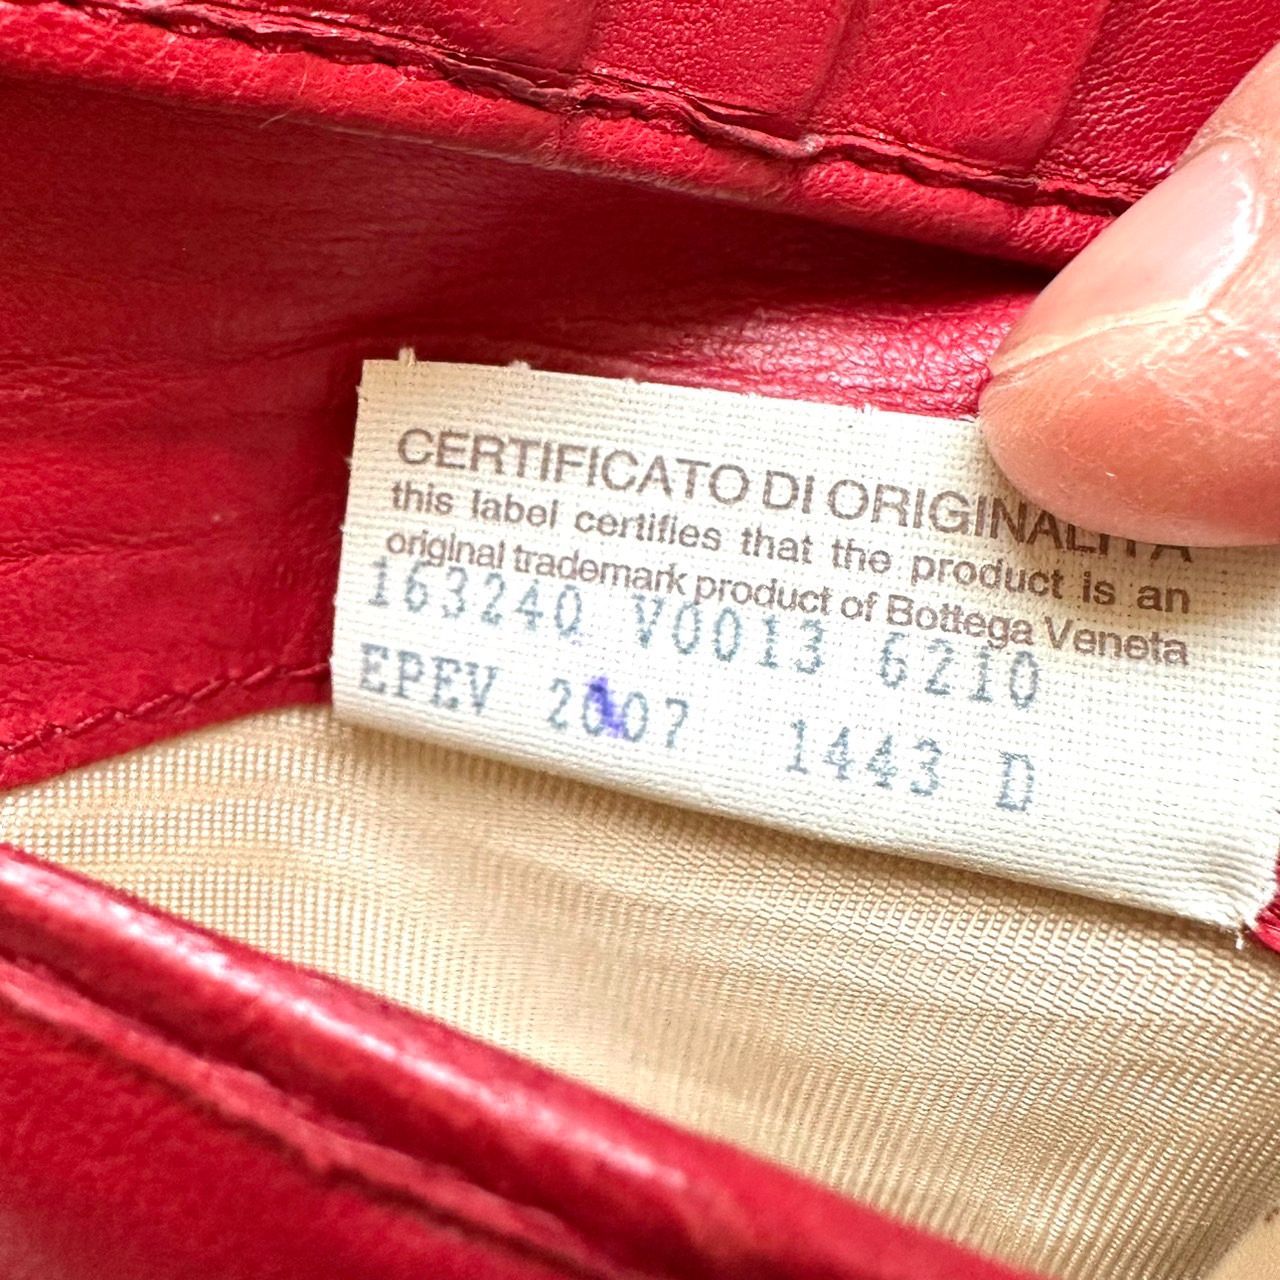 CERTIFICATO DI ORIGINALITA
this label certifies that the product is an
original trademark product of Bottega Veneta
163240 V0013 6210
EPEV 2007 1443 D